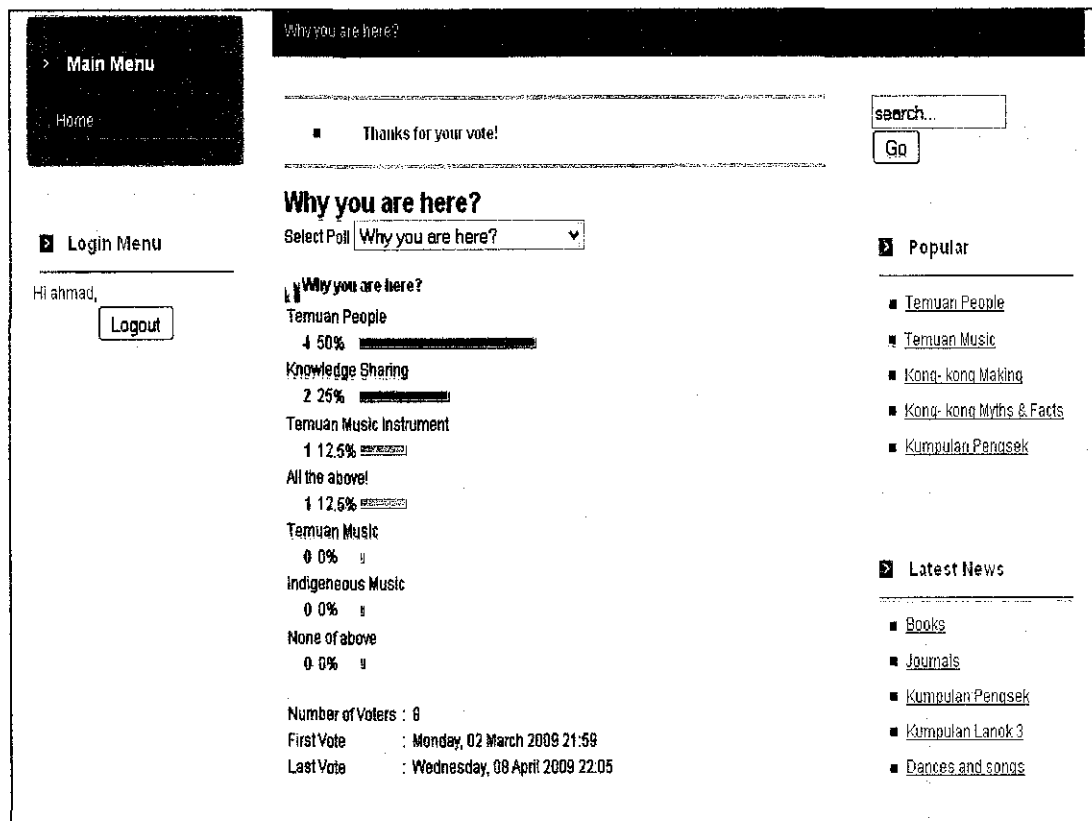 Why you are here?
> Main Menu
Home
Thanks for your vote!
search...
Go
Why you are here?
Select Poll Why you are here?
Login Menu
Hi ahmad,
Logout
Why you are here?
Temuan People
4 50%
Knowledge Sharing
2 25%
Temuan Music Instrument
1 12.5%
All the above!
1 12.5%
Temuan Music
0 0%
Indigeneous Music
0 0%
None of above
0 0%
Number of Voters : 8
First Vote : Monday, 02 March 2009 21:59
Last Vote : Wednesday, 08 April 2009 22:05
Popular
Temuan People
Temuan Music
Kong- kong Making
Kong- kong Myths & Facts
Kumpulan Pengsek
Latest News
Books
Journals
Kumpulan Pengsek
Kumpulan Lanok 3
Dances and songs